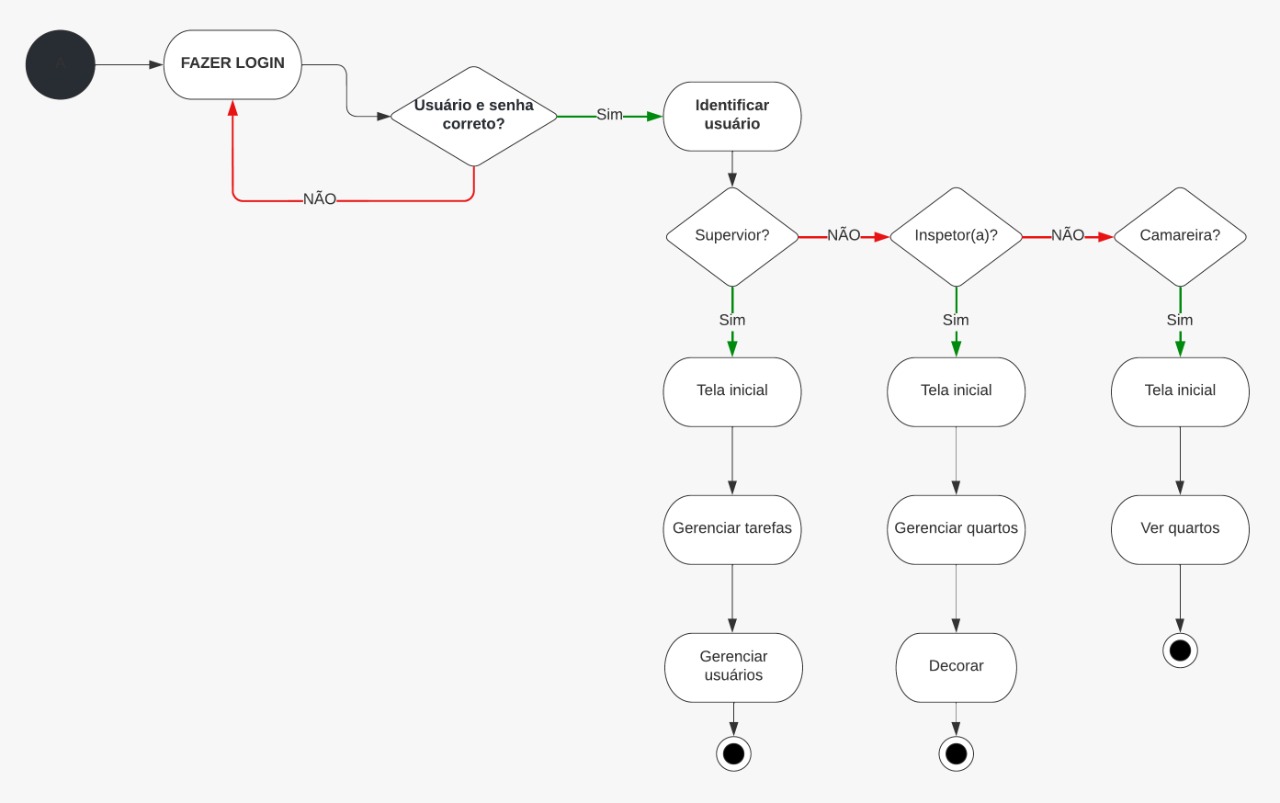 A
FAZER LOGIN
Usuário e senha
correto?
Sim
Identificar
usuário
NÃO
Supervior?
NÃO
Inspetor(a)?
NÃO
Camareira?
Sim
Sim
Sim
Tela inicial
Tela inicial
Tela inicial
Gerenciar tarefas
Gerenciar quartos
Ver quartos
Gerenciar
usuários
Decorar